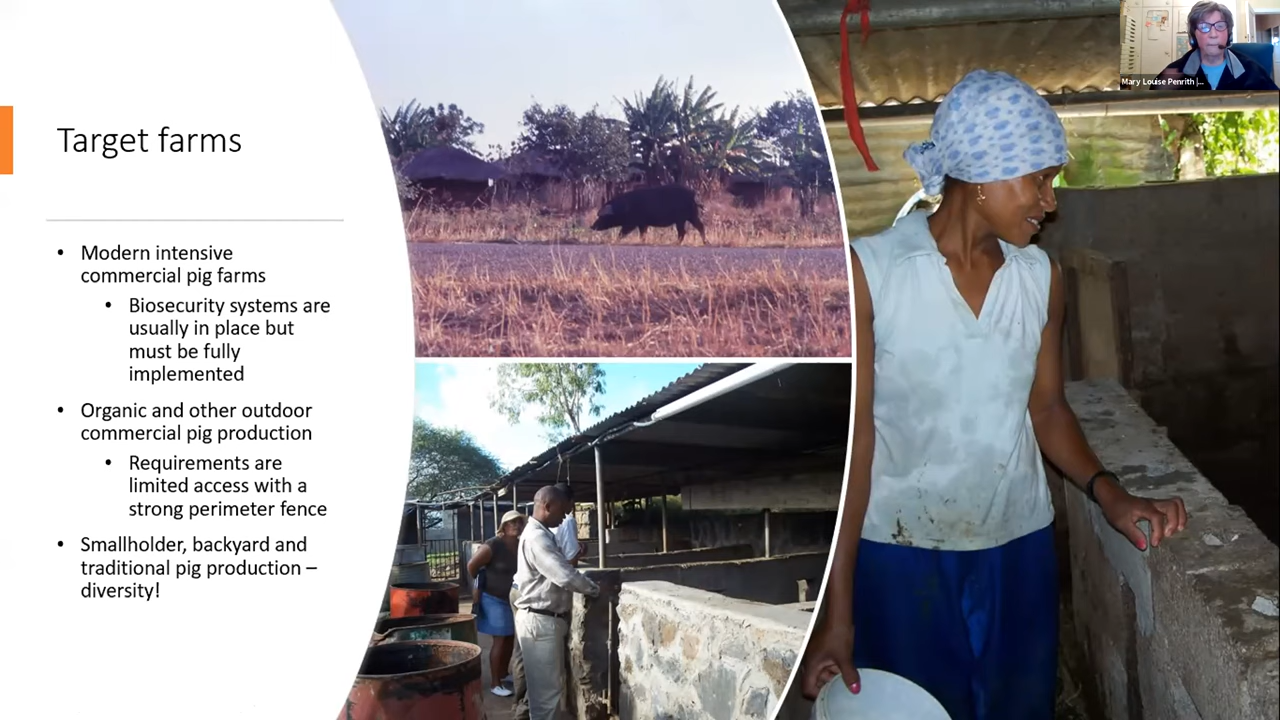 Mary Louise Penrith |...
Target farms
• Modern intensive
commercial pig farms
• Biosecurity systems are
usually in place but
must be fully
implemented
• Organic and other outdoor
commercial pig production
• Requirements are
limited access with a
strong perimeter fence
• Smallholder, backyard and
traditional pig production –
diversity!